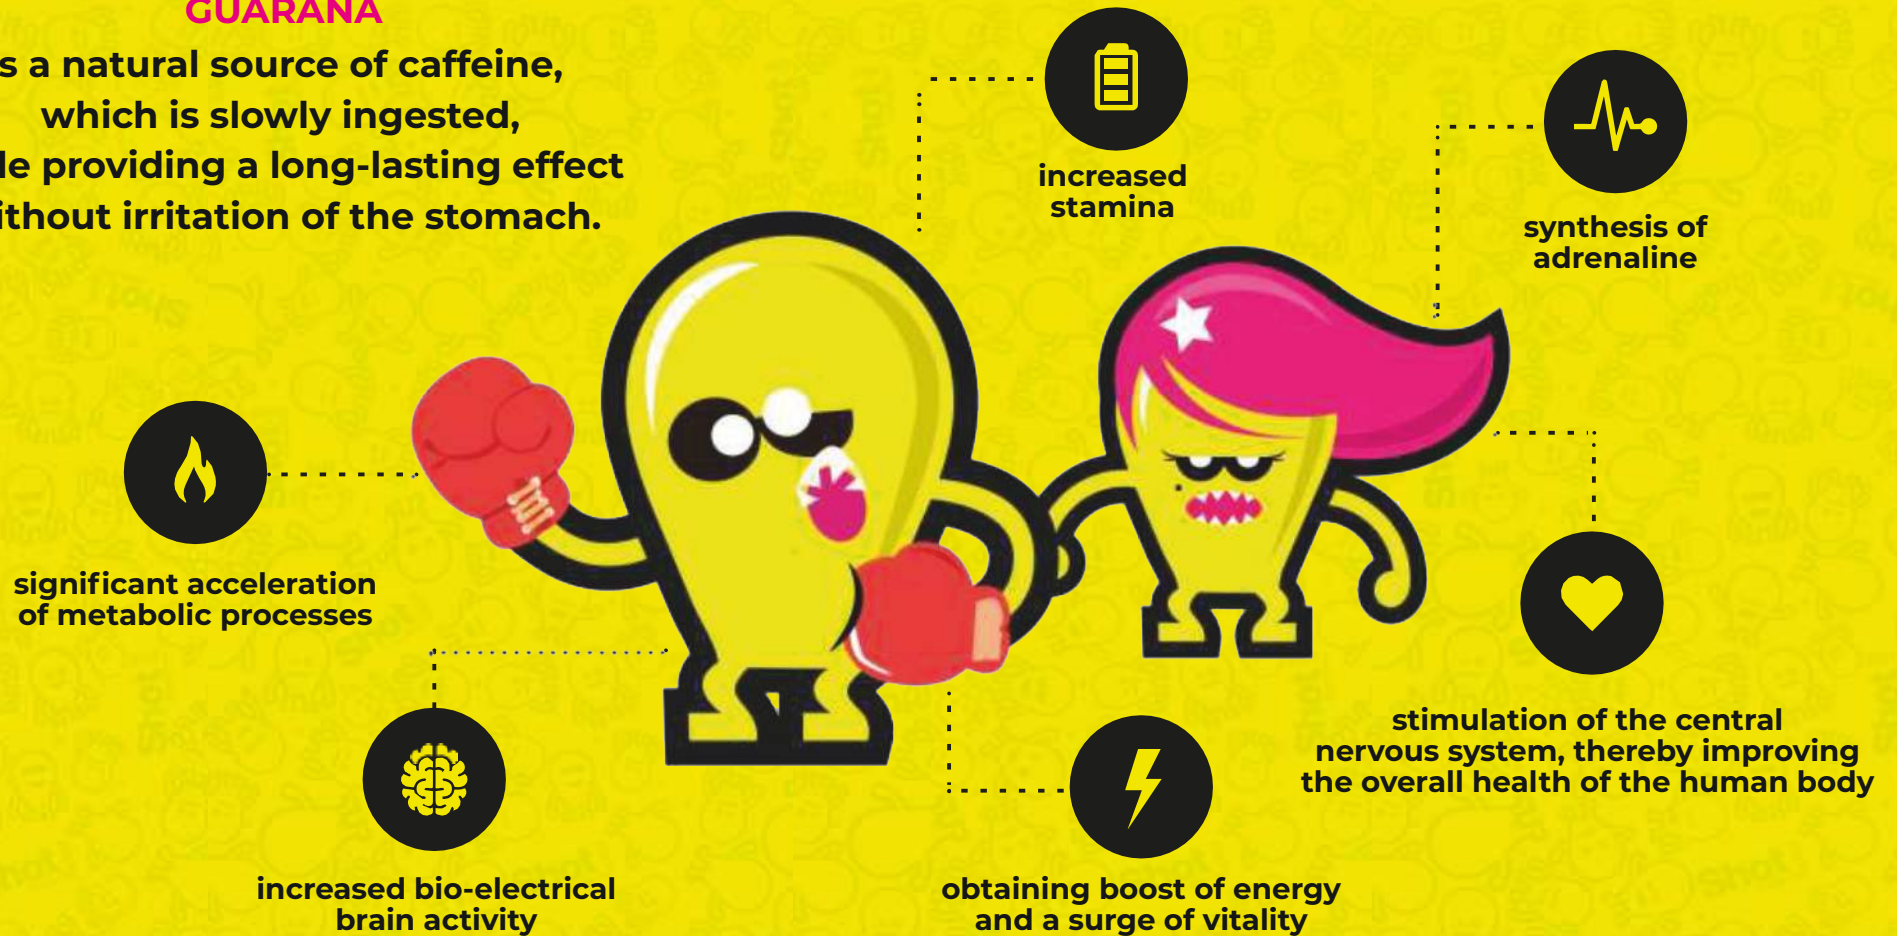 GUARANA
s a natural source of caffeine,
which is slowly ingested,
le providing a long-lasting effect
ithout irritation of the stomach.
increased
stamina
synthesis of
adrenaline
significant acceleration
of metabolic processes
stimulation of the central
nervous system, thereby improving
the overall health of the human body
increased bio-electrical
brain activity
obtaining boost of energy
and a surge of vitality